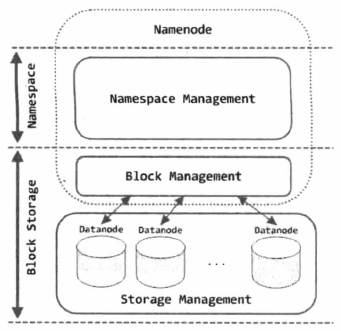 Namenode
Namespace
Namespace Management
Block Storage
Block Management
Datanode Datanode Datanode
...
Storage Management